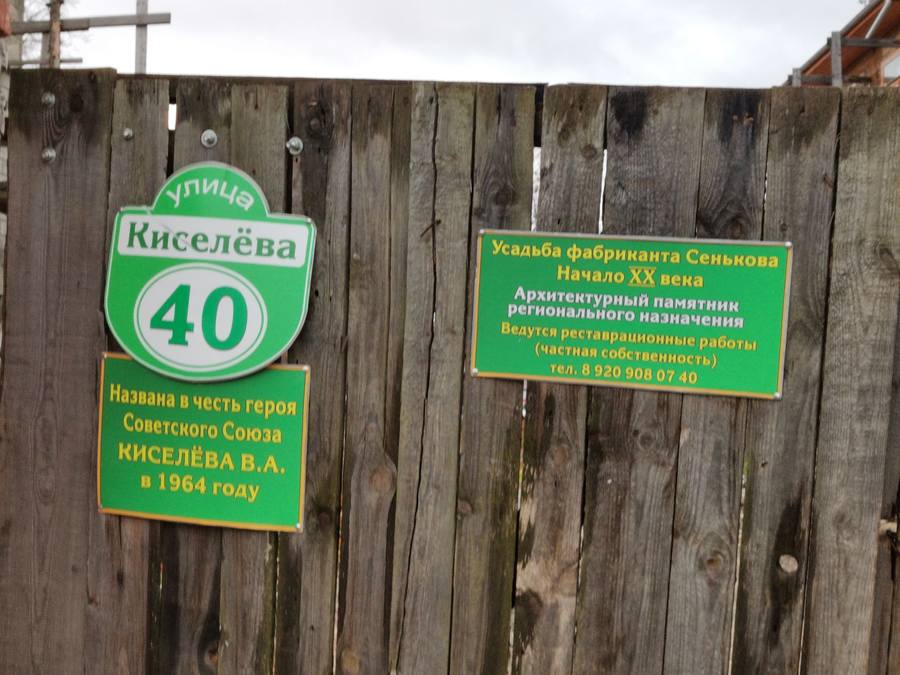 улица
Киселёва
40
Названа в честь героя
Советского Союза
КИСЕЛЁВА В.А.
в 1964 году
Усадьба фабриканта Сенькова
Начало XX века
Архитектурный памятник
регионального назначения
Ведутся реставрационные работы
(частная собственность)
тел. 8 920 908 07 40